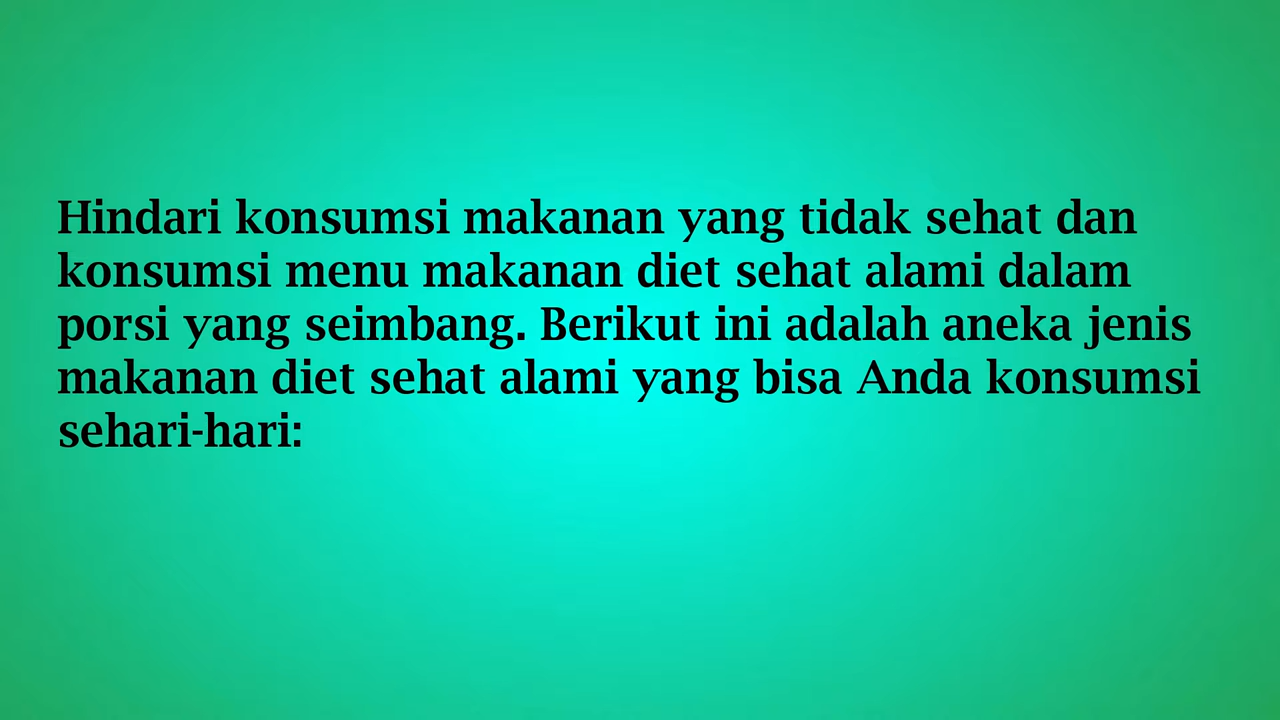 Hindari konsumsi makanan yang tidak sehat dan
konsumsi menu makanan diet sehat alami dalam
porsi yang seimbang. Berikut ini adalah aneka jenis
makanan diet sehat alami yang bisa Anda konsumsi
sehari-hari: